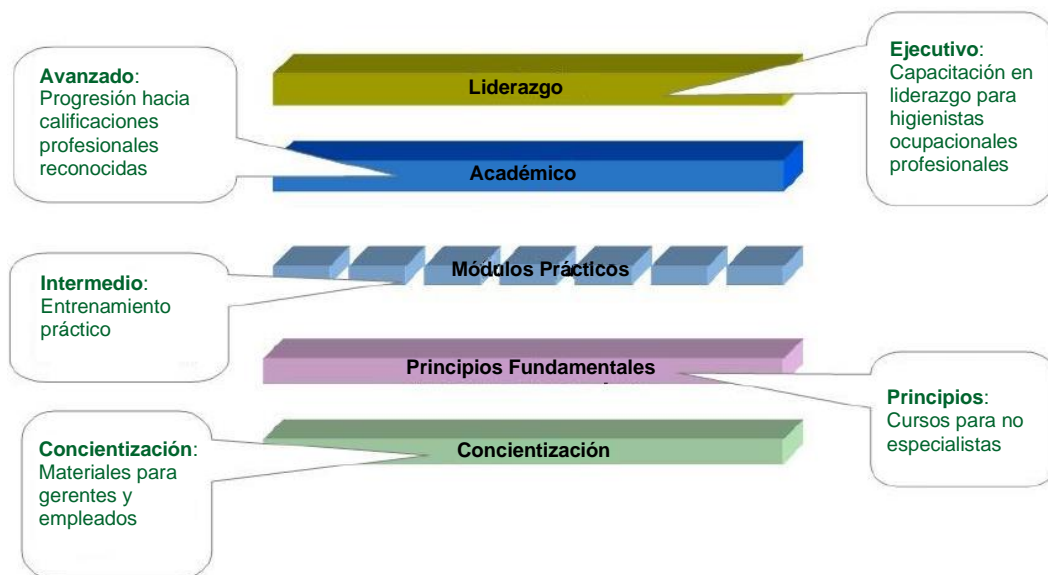 Ejecutivo:
Capacitación en
liderazgo para
higienistas
ocupacionales
profesionales
Avanzado:
Progresión hacia
calificaciones
profesionales
reconocidas
Liderazgo
Académico
Intermedio:
Entrenamiento
práctico
Módulos Prácticos
Principios Fundamentales
Principios:
Cursos para no
especialistas
Concientización:
Materiales para
gerentes y
empleados
Concientización